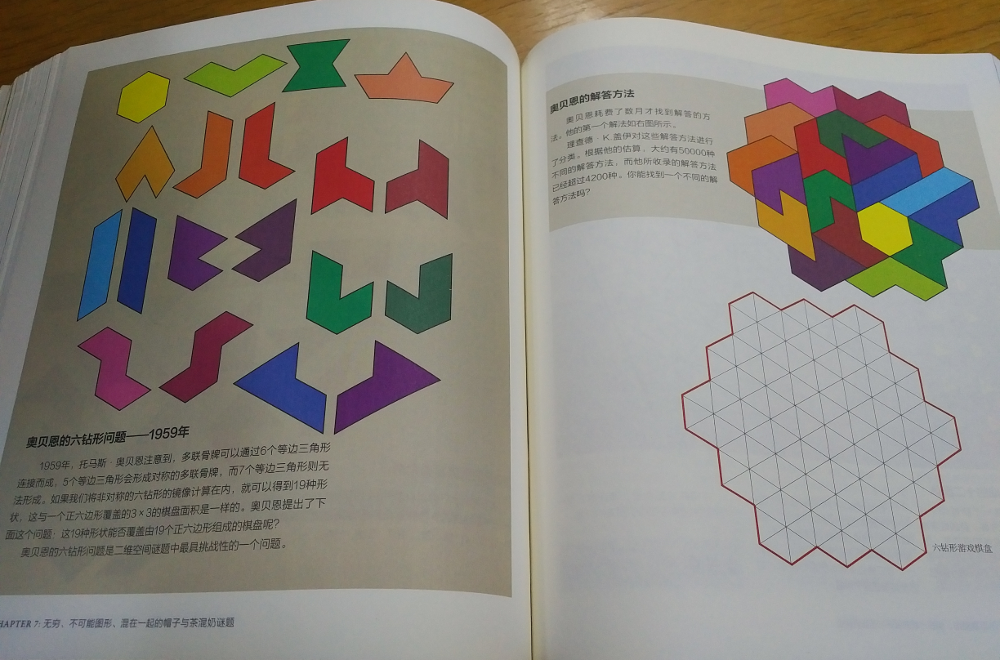 奥贝恩的六钻形问题——1959年
1959年，托马斯·奥贝恩注意到，多联骨牌可以通过6个等边三角形
连接而成，5个等边三角形会形成对称的多联骨牌，而7个等边三角形则无
法形成。如果我们将非对称的六钻形的镜像计算在内，就可以得到19种形
状，这与一个正六边形覆盖的3×3的棋盘面积是一样的。奥贝恩提出了下
面这个问题：这19种形状能否覆盖由19个正六边形组成的棋盘呢？
奥贝恩的六钻形问题是二维空间谜题中最具挑战性的一个问题。
HAPTER 7：无穷、不可能图形、混在一起的帽子与茶混奶谜题
奥贝恩的解答方法
奥贝恩耗费了数月才找到解答的方
法。他的第一个解法如右图所示。
理查德·K.盖伊对这些解答方法进行
了分类。根据他的估算，大约有50000种
不同的解答方法，而他所收录的解答方法
已经超过4200种。你能找到一个不同的解
答方法吗？
六钻形游戏棋盘